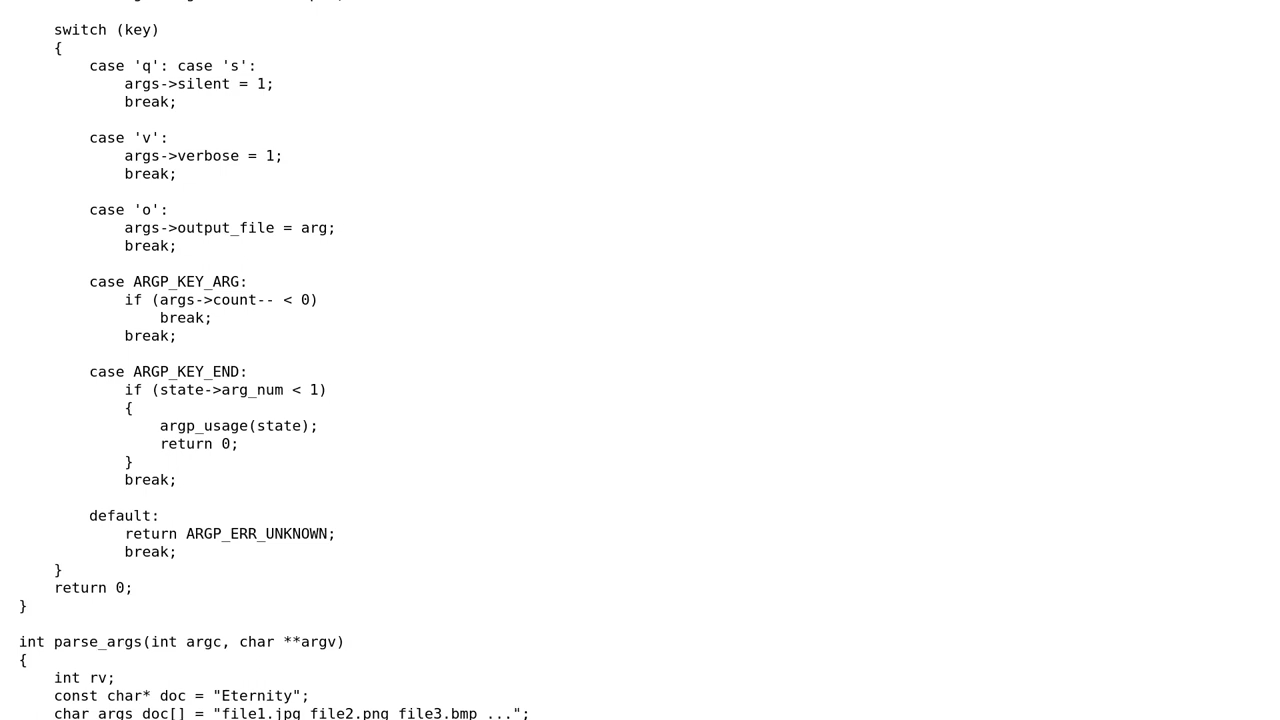 switch (key)
    {
        case 'q': case 's':
            args->silent = 1;
            break;

        case 'v':
            args->verbose = 1;
            break;

        case 'o':
            args->output_file = arg;
            break;

        case ARGP_KEY_ARG:
            if (args->count-- < 0)
                break;
            break;

        case ARGP_KEY_END:
            if (state->arg_num < 1)
            {
                argp_usage(state);
                return 0;
            }
            break;

        default:
            return ARGP_ERR_UNKNOWN;
            break;
    }
    return 0;
}

int parse_args(int argc, char **argv)
{
    int rv;
    const char* doc = "Eternity";
    char args_doc[] = "file1.jpg file2.png file3.bmp ...";